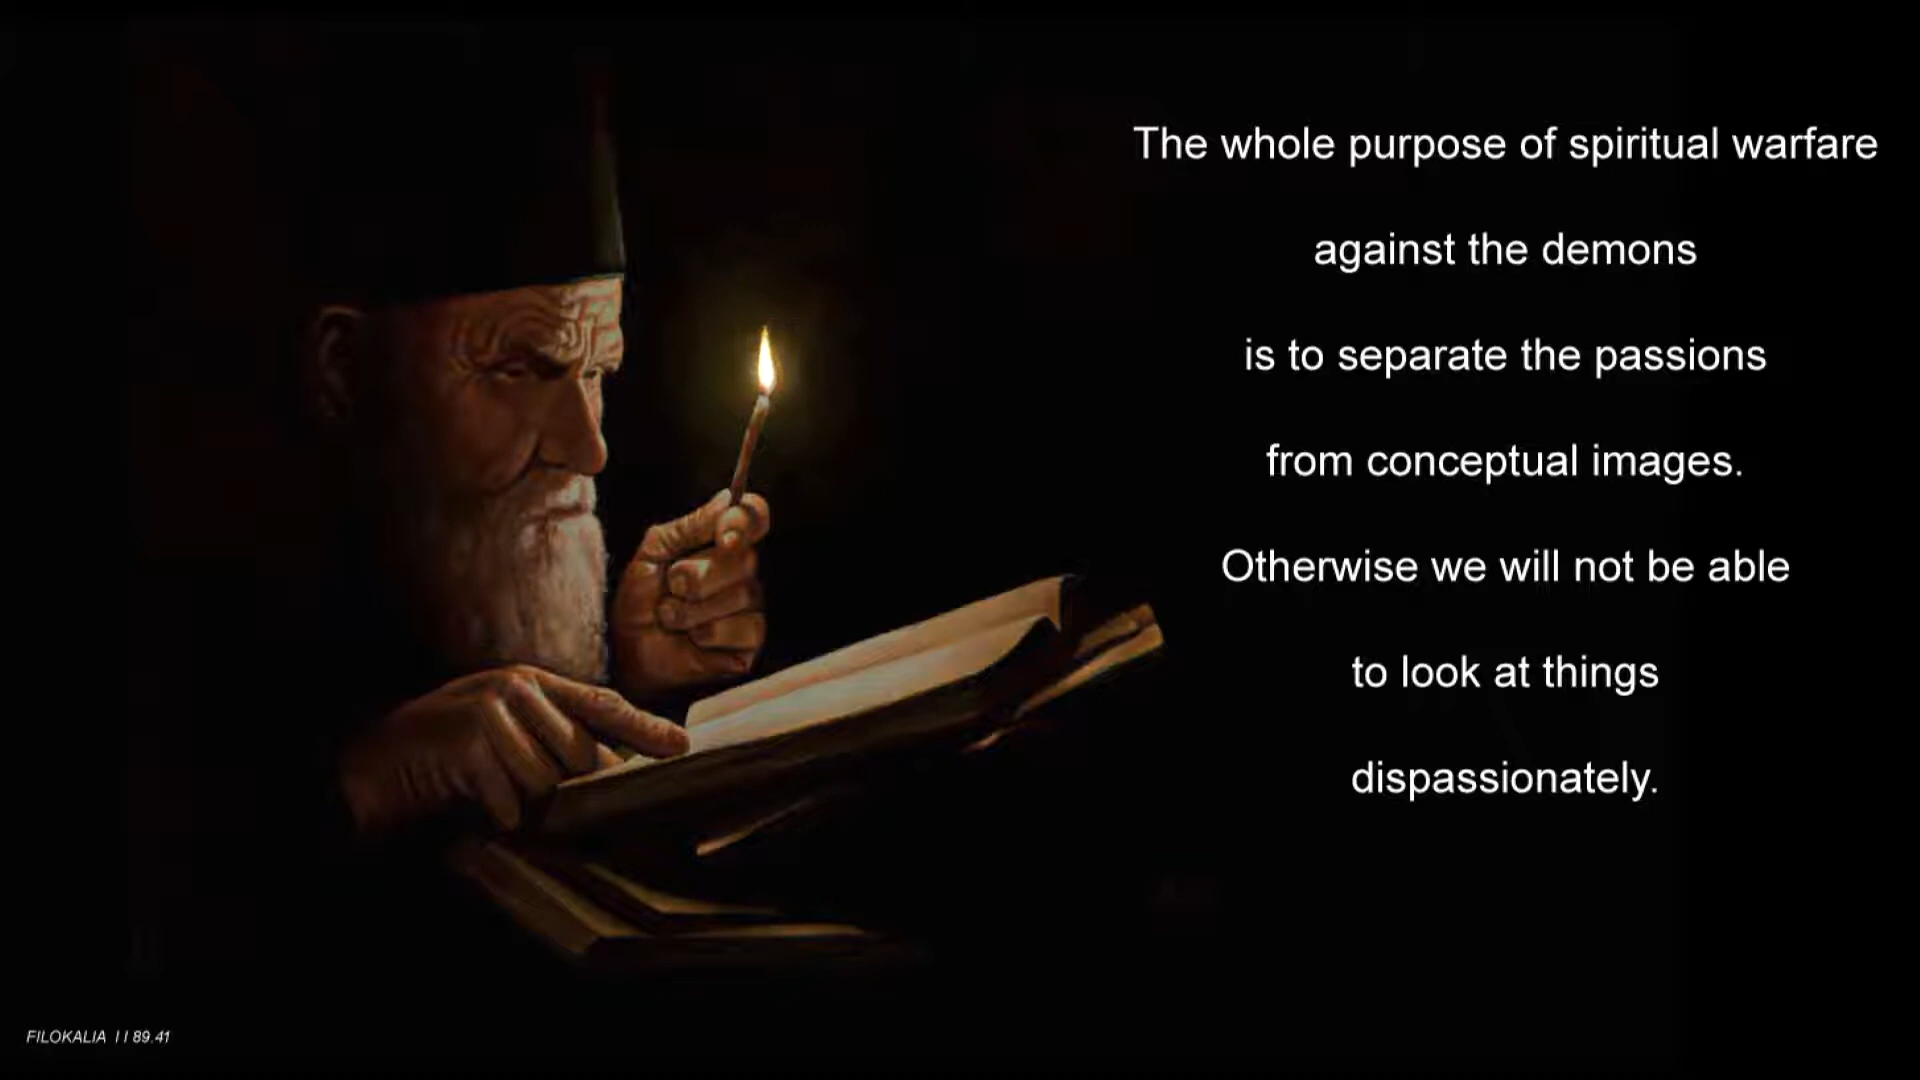 The whole purpose of spiritual warfare
against the demons
is to separate the passions
from conceptual images.
Otherwise we will not be able
to look at things
dispassionately.
FILOKALIA I I 89.41